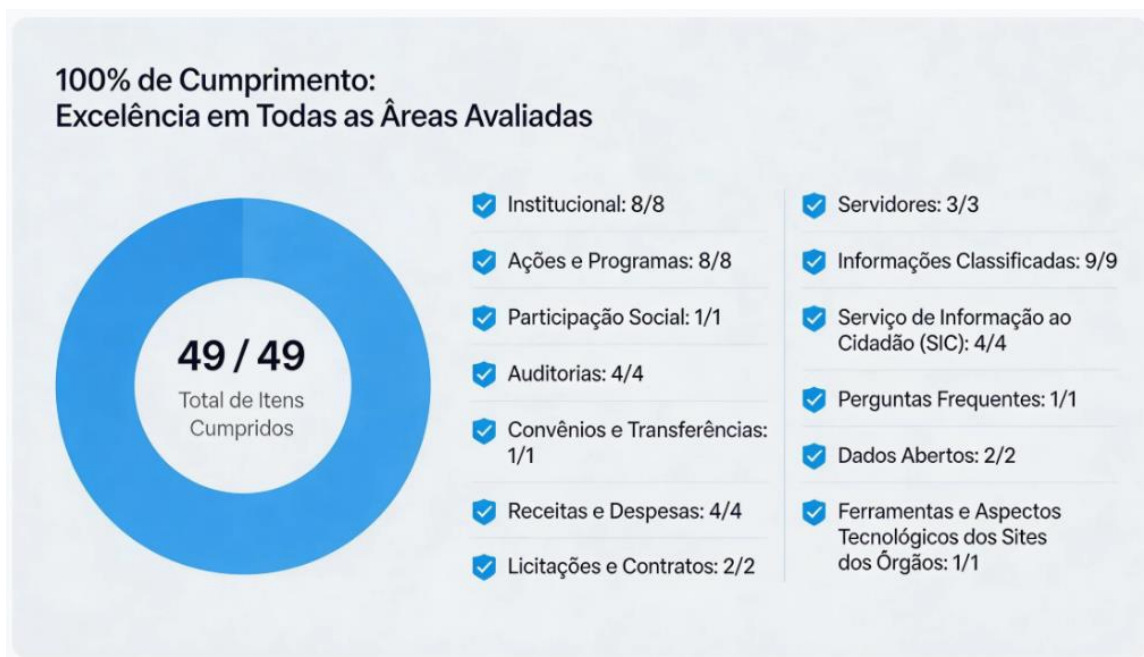 100% de Cumprimento:
Excelência em Todas as Âreas Avaliadas
49 / 49
Total de Itens
Cumpridos
Institucional: 8/8
Ações e Programas: 8/8
Participação Social: 1/1
Auditorias: 4/4
Convênios e Transferências:
1/1
Receitas e Despesas: 4/4
Licitações e Contratos: 2/2
Servidores: 3/3
Informações Classificadas: 9/9
Serviço de Informação ao
Cidadão (SIC): 4/4
Perguntas Frequentes: 1/1
Dados Abertos: 2/2
Ferramentas e Aspectos
Tecnológicos dos Sites
dos Órgãos: 1/1